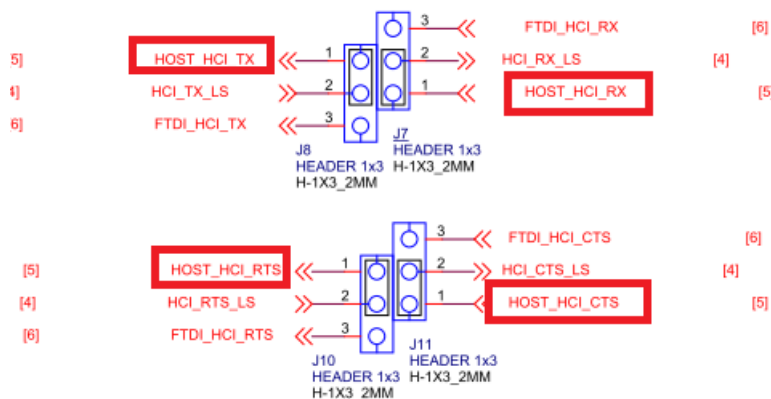 3 FTDI_HCI_RX [6]
5] HOST_HCI_TX 1 2 HCI_RX_LS [4]
4] HCI_TX_LS 2 1 HOST_HCI_RX [5
6] FTDI_HCI_TX 3
J8 J7
HEADER 1x3 HEADER 1x3
H-1X3_2MM H-1X3_2MM
3 FTDI_HCI_CTS [6]
[5] HOST_HCI_RTS 1 2 HCI_CTS_LS [4]
[4] HCI_RTS_LS 2 1 HOST_HCI_CTS [5]
[6] FTDI_HCI_RTS 3
J10 J11
HEADER 1x3 HEADER 1x3
H-1X3_2MM H-1X3_2MM